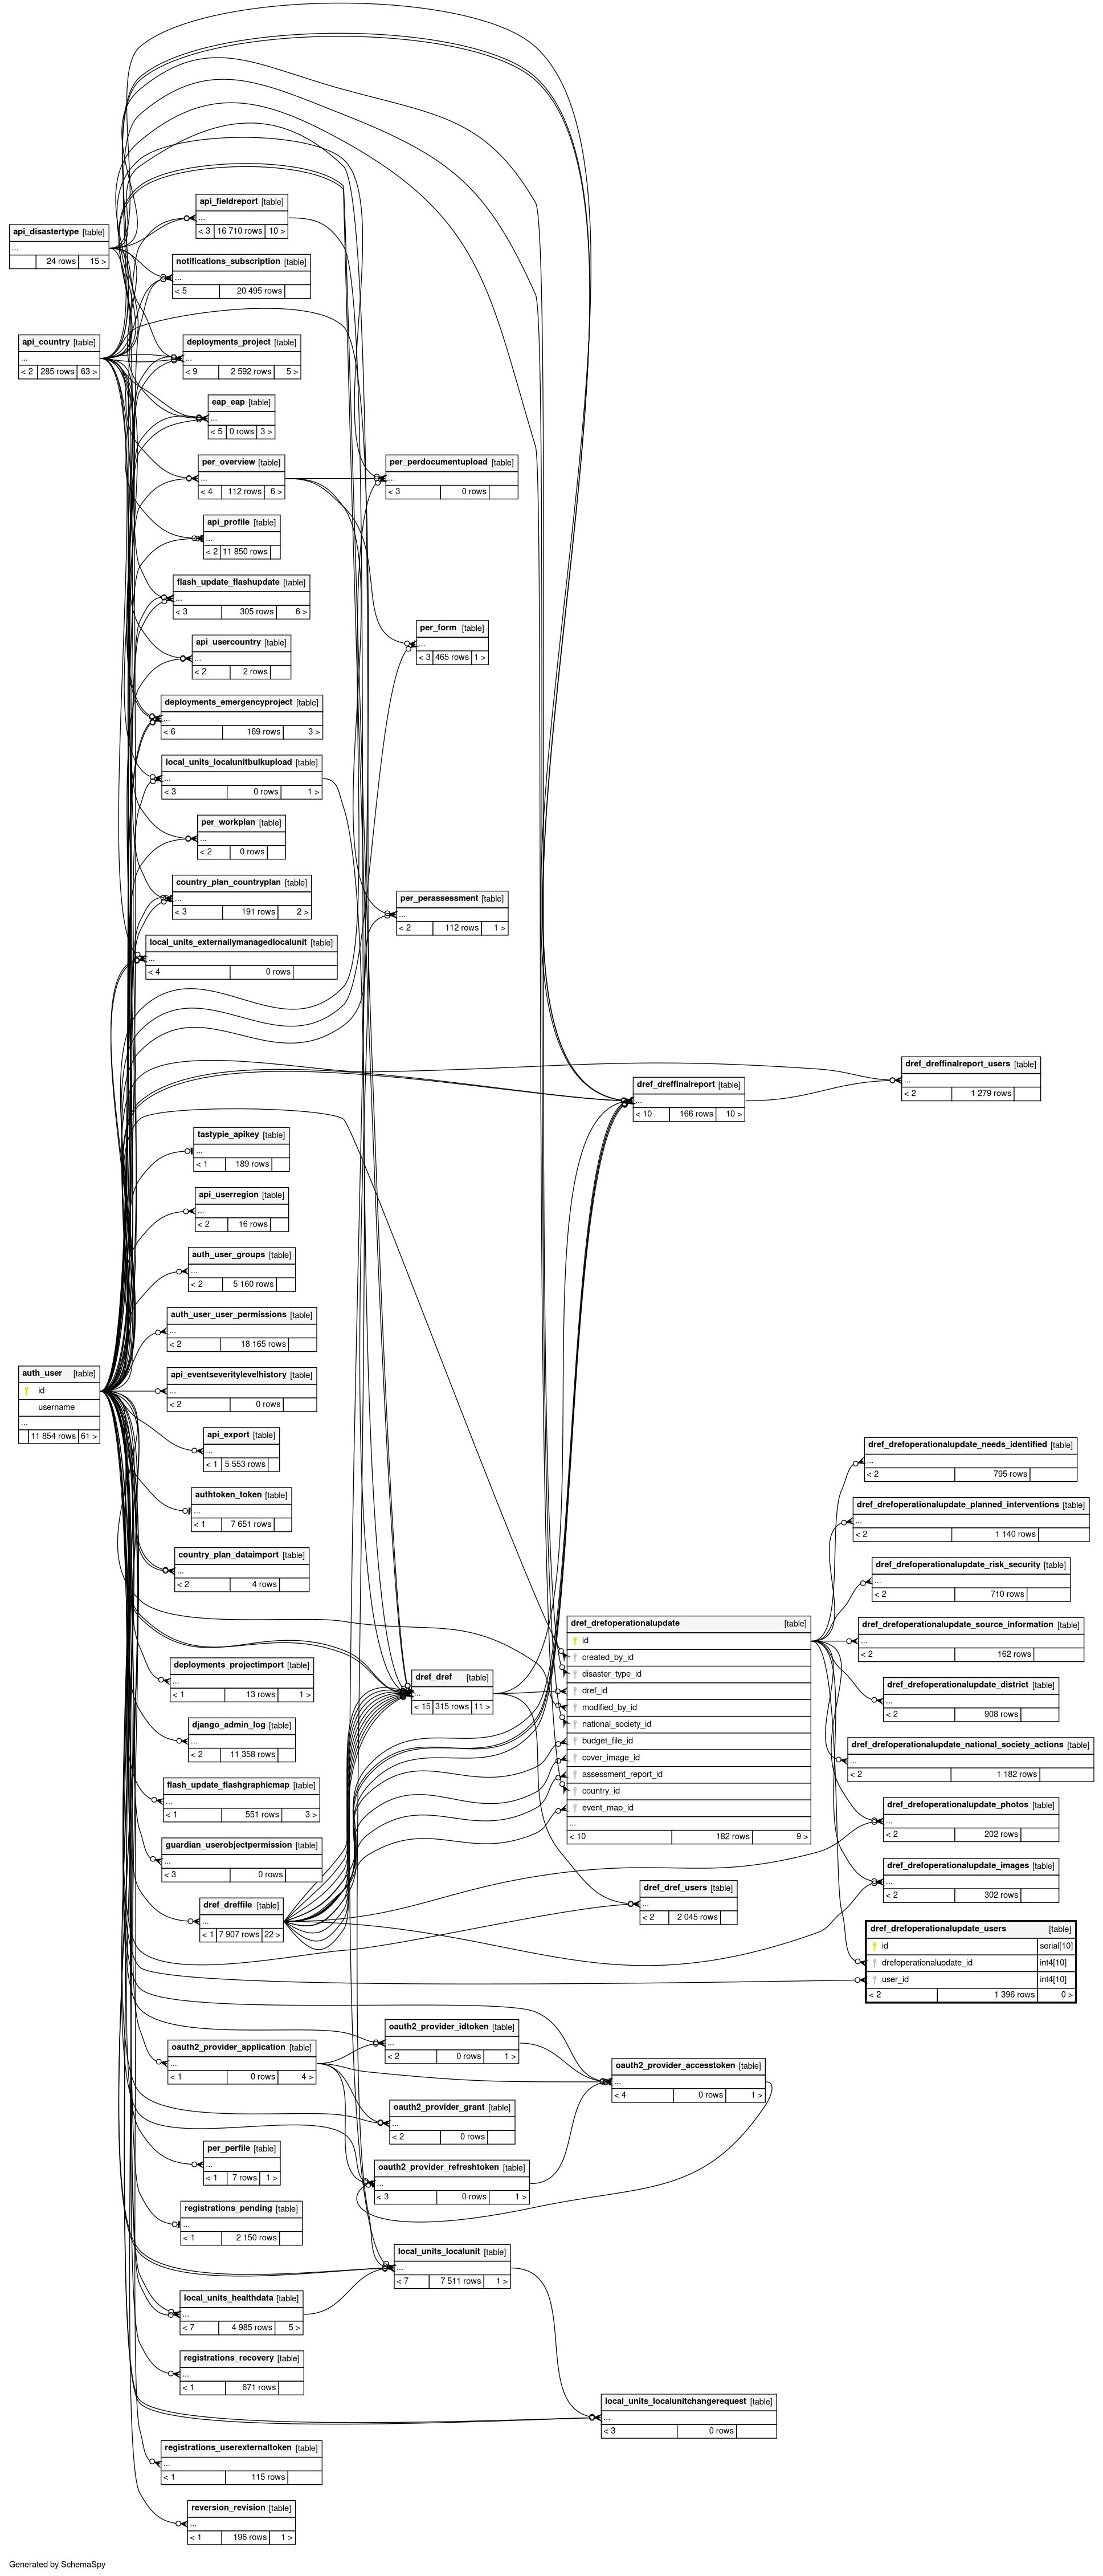 api_fieldreport [table]
...
< 3 16 710 rows 10 >
api_disastertype [table]
...
24 rows 15 >
notifications_subscription [table]
...
< 5 20 495 rows
api_country [table]
...
< 2 285 rows 63 >
deployments_project [table]
...
< 9 2 592 rows 5 >
eap_eap [table]
...
< 5 0 rows 3 >
per_overview [table]
...
< 4 112 rows 6 >
per_perdocumentupload [table]
...
< 3 0 rows
api_profile [table]
...
< 2 11 850 rows
flash_update_flashupdate [table]
...
< 3 305 rows 6 >
per_form [table]
...
< 3 465 rows 1 >
api_usercountry [table]
...
< 2 2 rows
deployments_emergencyproject [table]
...
< 6 169 rows 3 >
local_units_localunitbulkupload [table]
...
< 3 0 rows 1 >
per_workplan [table]
...
< 2 0 rows
country_plan_countryplan [table]
...
< 3 191 rows 2 >
per_perassessment [table]
...
< 2 112 rows 1 >
local_units_externallymanagedlocalunit [table]
...
< 4 0 rows
dref_dreffinalreport_users [table]
...
< 2 1 279 rows
dref_dreffinalreport [table]
...
< 10 166 rows 10 >
tastypie_apikey [table]
...
< 1 189 rows
api_userregion [table]
...
< 2 16 rows
auth_user_groups [table]
...
< 2 5 160 rows
auth_user_user_permissions [table]
...
< 2 18 165 rows
auth_user [table]
id
username
...
11 854 rows 61 >
api_eventseveritylevelhistory [table]
...
< 2 0 rows
api_export [table]
...
< 1 5 553 rows
dref_drefoperationalupdate_needs_identified [table]
...
< 2 795 rows
authtoken_token [table]
...
< 1 7 651 rows
dref_drefoperationalupdate_planned_interventions [table]
...
< 2 1 140 rows
country_plan_dataimport [table]
...
< 2 4 rows
dref_drefoperationalupdate_risk_security [table]
...
< 2 710 rows
dref_drefoperationalupdate [table]
id
created_by_id
disaster_type_id
dref_id
modified_by_id
national_society_id
budget_file_id
cover_image_id
assessment_report_id
country_id
event_map_id
...
< 10 182 rows 9 >
dref_drefoperationalupdate_source_information [table]
...
< 2 162 rows
deployments_projectimport [table]
...
< 1 13 rows 1 >
dref_dref [table]
...
< 15 315 rows 11 >
dref_drefoperationalupdate_district [table]
...
< 2 908 rows
django_admin_log [table]
...
< 2 11 358 rows
dref_drefoperationalupdate_national_society_actions [table]
...
< 2 1 182 rows
flash_update_flashgraphicmap [table]
...
< 1 551 rows 3 >
dref_drefoperationalupdate_photos [table]
...
< 2 202 rows
guardian_userobjectpermission [table]
...
< 3 0 rows
dref_drefoperationalupdate_images [table]
...
< 2 302 rows
dref_dreffile [table]
...
< 1 7 907 rows 22 >
dref_dref_users [table]
...
< 2 2 045 rows
dref_drefoperationalupdate_users [table]
id serial[10]
drefoperationalupdate_id int4[10]
user_id int4[10]
< 2 1 396 rows 0 >
oauth2_provider_idtoken [table]
...
< 2 0 rows 1 >
oauth2_provider_application [table]
...
< 1 0 rows 4 >
oauth2_provider_accesstoken [table]
...
< 4 0 rows 1 >
oauth2_provider_grant [table]
...
< 2 0 rows
per_perfile [table]
...
< 1 7 rows 1 >
oauth2_provider_refreshtoken [table]
...
< 3 0 rows 1 >
registrations_pending [table]
...
< 1 2 150 rows
local_units_localunit [table]
...
< 7 7 511 rows 1 >
local_units_healthdata [table]
...
< 7 4 985 rows 5 >
registrations_recovery [table]
...
< 1 671 rows
local_units_localunitchangerequest [table]
...
< 3 0 rows
registrations_userexternaltoken [table]
...
< 1 115 rows
reversion_revision [table]
...
< 1 196 rows 1 >
Generated by SchemaSpy